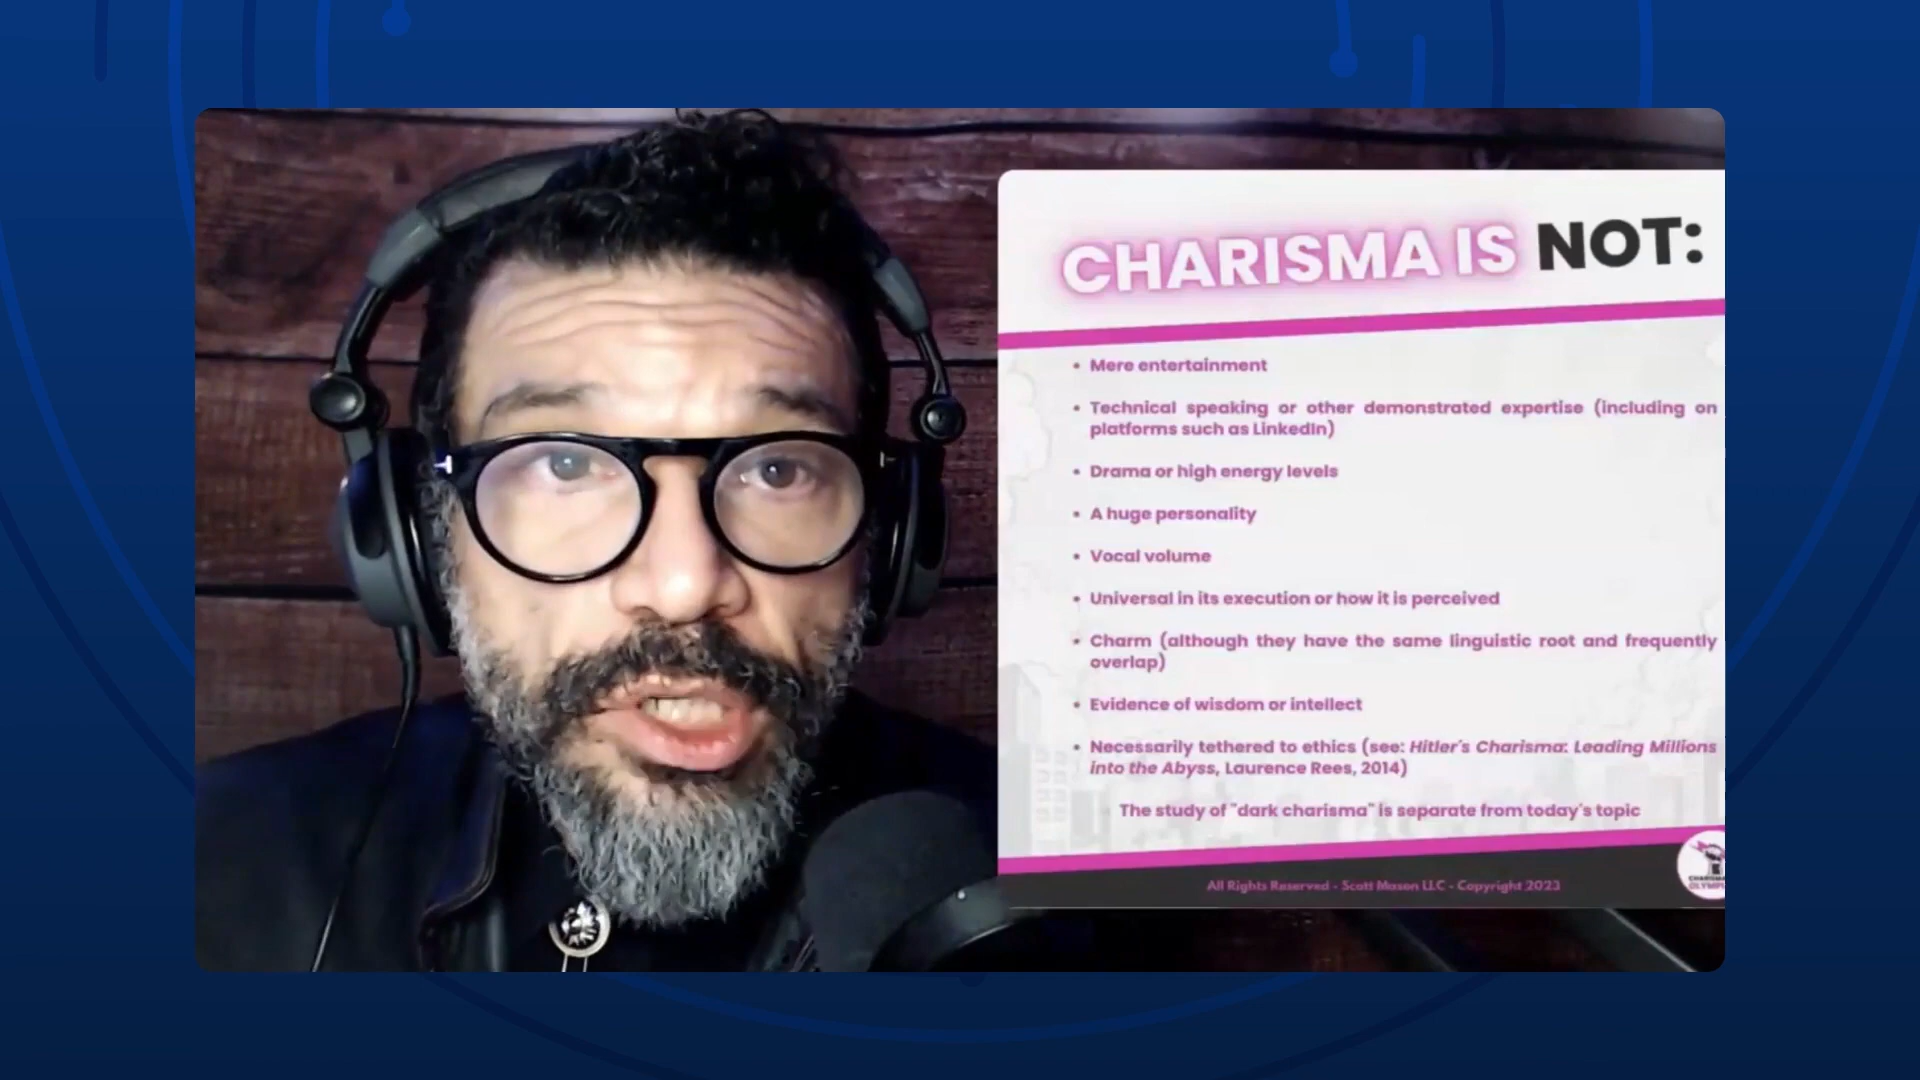 CHARISMA IS NOT:
• Mere entertainment
• Technical speaking or other demonstrated expertise (including on
platforms such as LinkedIn)
• Drama or high energy levels
• A huge personality
• Vocal volume
• Universal in its execution or how it is perceived
• Charm (although they have the same linguistic root and frequently
overlap)
• Evidence of wisdom or intellect
• Necessarily tethered to ethics (see: Hitler's Charisma: Leading Millions
into the Abyss, Laurence Rees, 2014)
The study of "dark charisma" is separate from today's topic
All Rights Reserved - Scott Mason LLC - Copyright 2023